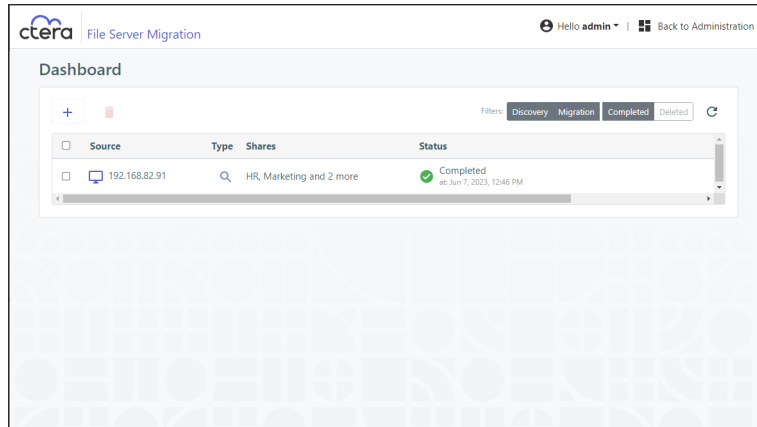 ctera File Server Migration
Hello admin | Back to Administration
Dashboard
Filters: Discovery Migration Completed Deleted
Source Type Shares Status
192.168.82.91 HR, Marketing and 2 more Completed
at: Jun 7, 2023, 12:46 PM